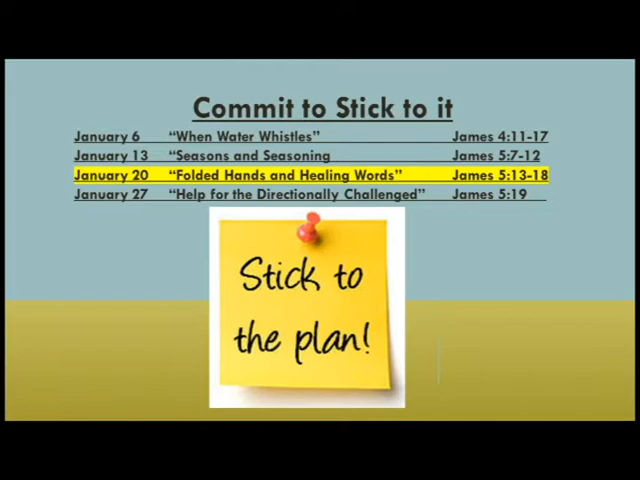 Commit to Stick to it
January 6 “When Water Whistles” James 4:11-17
January 13 “Seasons and Seasoning James 5:7-12
January 20 “Folded Hands and Healing Words” James 5:13-18
January 27 “Help for the Directionally Challenged” James 5:19
Stick to
the plan!